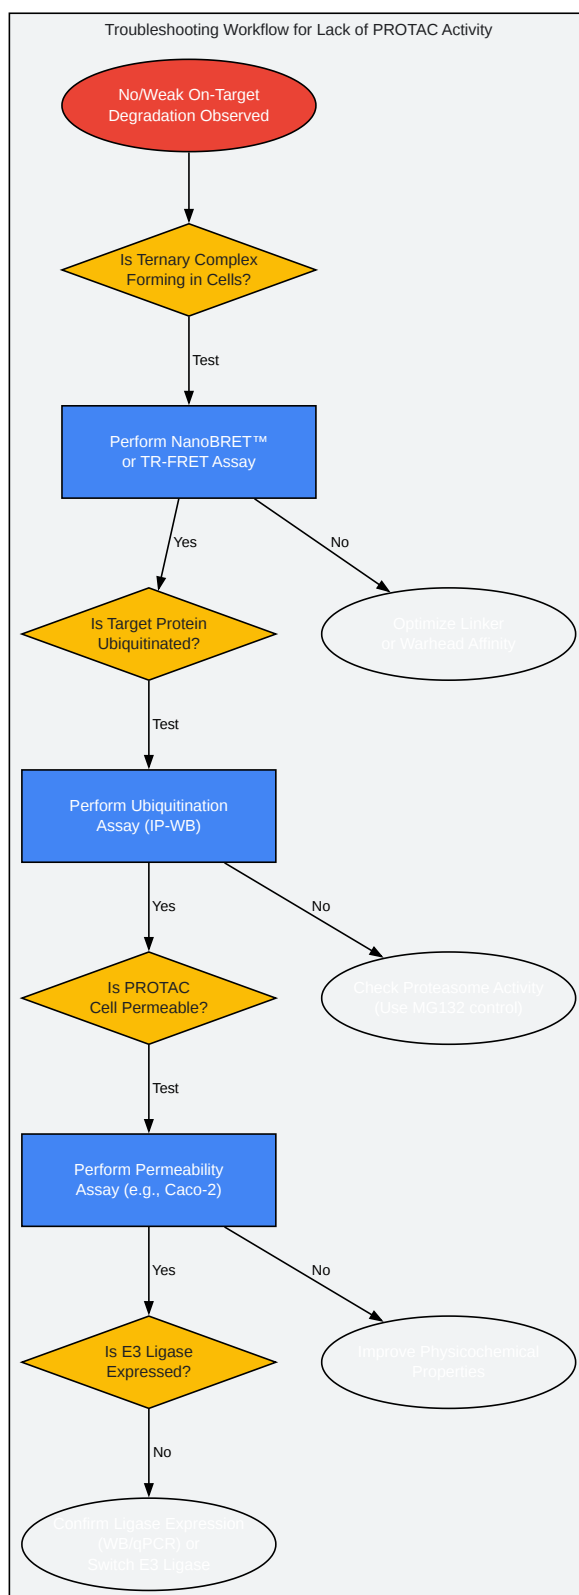 Troubleshooting Workflow for Lack of PROTAC Activity
No/Weak On-Target
Degradation Observed
Is Ternary Complex
Forming in Cells?
Test
Perform NanoBRET™
or TR-FRET Assay
Yes
No
Is Target Protein
Ubiquitinated?
Optimize Linker
or Warhead Affinity
Test
Perform Ubiquitination
Assay (IP-WB)
Yes
No
Is PROTAC
Cell Permeable?
Check Proteasome Activity
(Use MG132 control)
Test
Perform Permeability
Assay (e.g., Caco-2)
Yes
No
Is E3 Ligase
Expressed?
Improve Physicochemical
Properties
No
Confirm Ligase Expression
(WB/qPCR) or
Switch E3 Ligase